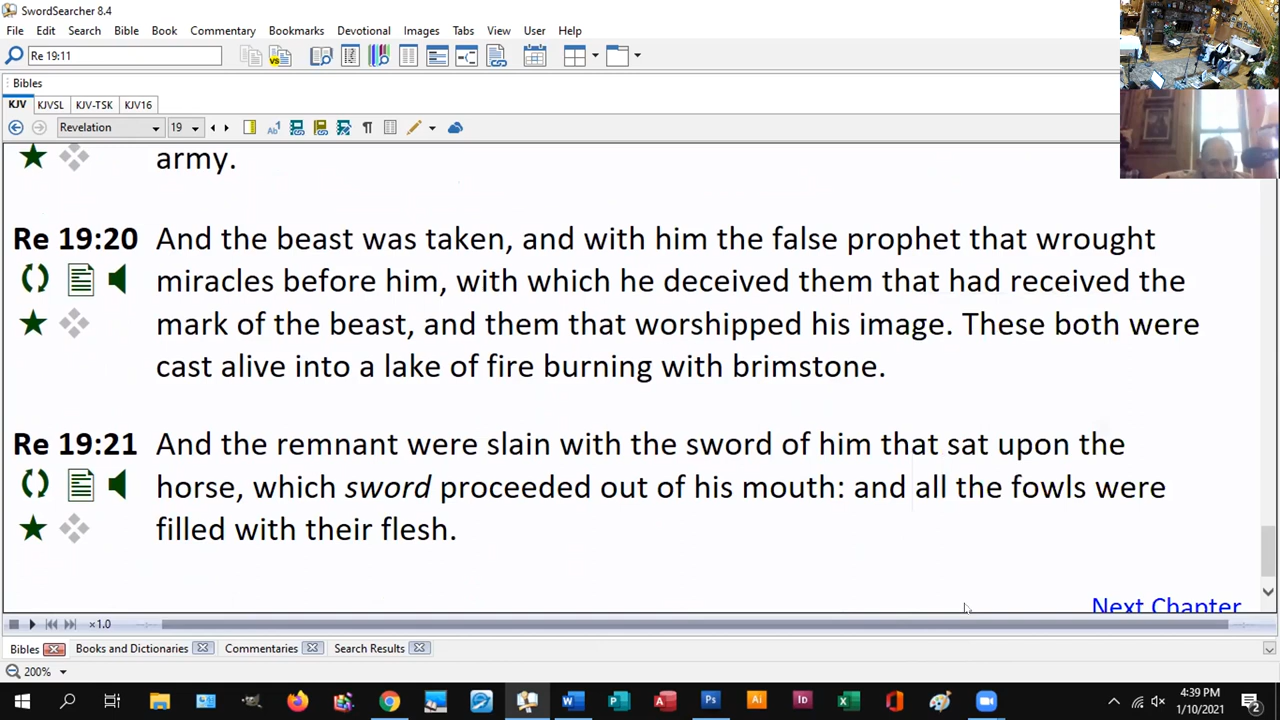 SwordSearcher 8.4
File Edit Search Bible Book Commentary Bookmarks Devotional Images Tabs View User Help
Re 19:11
Bibles
KJV KJVSL KJV-TSK KJV16
Revelation 19
army.
Re 19:20 And the beast was taken, and with him the false prophet that wrought
miracles before him, with which he deceived them that had received the
mark of the beast, and them that worshipped his image. These both were
cast alive into a lake of fire burning with brimstone.
Re 19:21 And the remnant were slain with the sword of him that sat upon the
horse, which sword proceeded out of his mouth: and all the fowls were
filled with their flesh.
Next Chapter
×1.0
Bibles Books and Dictionaries Commentaries Search Results
200%
4:39 PM
1/10/2021